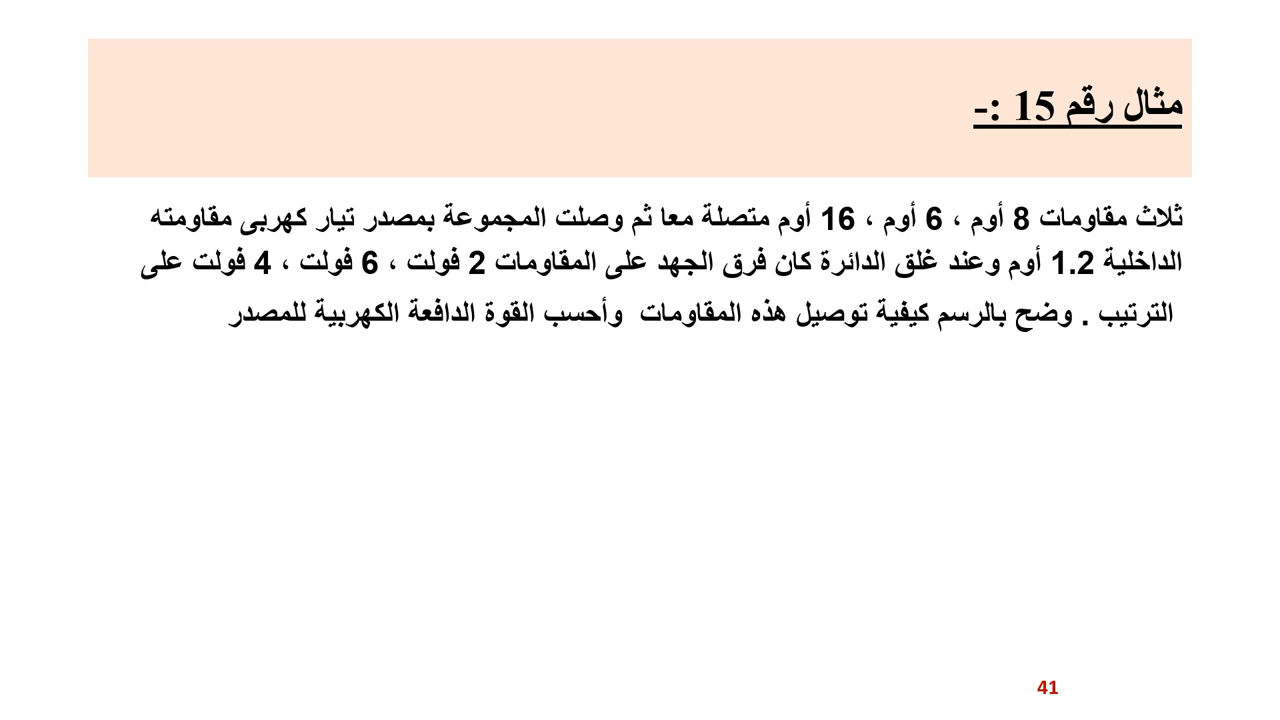 مثال رقم 15 :-
ثلاث مقاومات 8 أوم ، 6 أوم ، 16 أوم متصلة معا ثم وصلت المجموعة بمصدر تيار كهربى مقاومته
الداخلية 1.2 أوم وعند غلق الدائرة كان فرق الجهد على المقاومات 2 فولت ، 6 فولت ، 4 فولت على
الترتيب . وضح بالرسم كيفية توصيل هذه المقاومات وأحسب القوة الدافعة الكهربية للمصدر
41